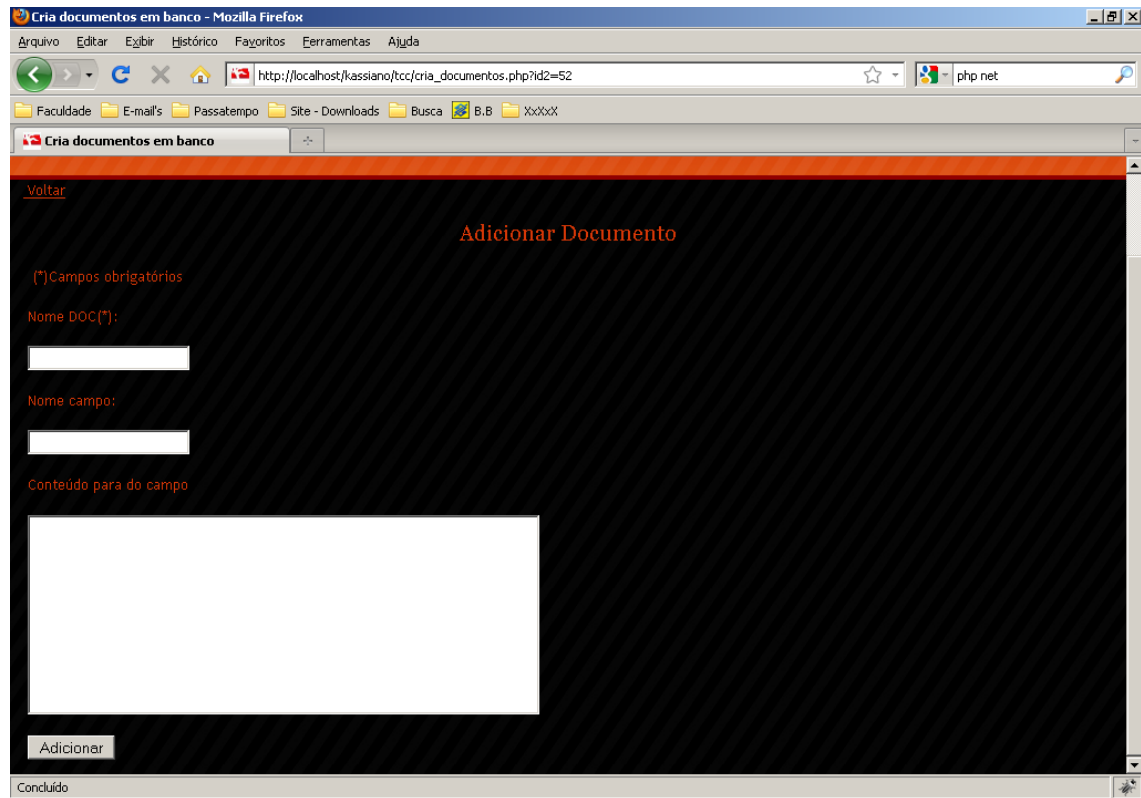 Cria documentos em banco - Mozilla Firefox
Arquivo Editar Exibir Histórico Favoritos Ferramentas Ajuda
http://localhost/kassiano/tcc/cria_documentos.php?id2=52 php net
Faculdade E-mail's Passatempo Site - Downloads Busca B.B XxXxX
Cria documentos em banco
Voltar
Adicionar Documento
(*)Campos obrigatórios
Nome DOC(*):
Nome campo:
Conteúdo para do campo
Adicionar
Concluído